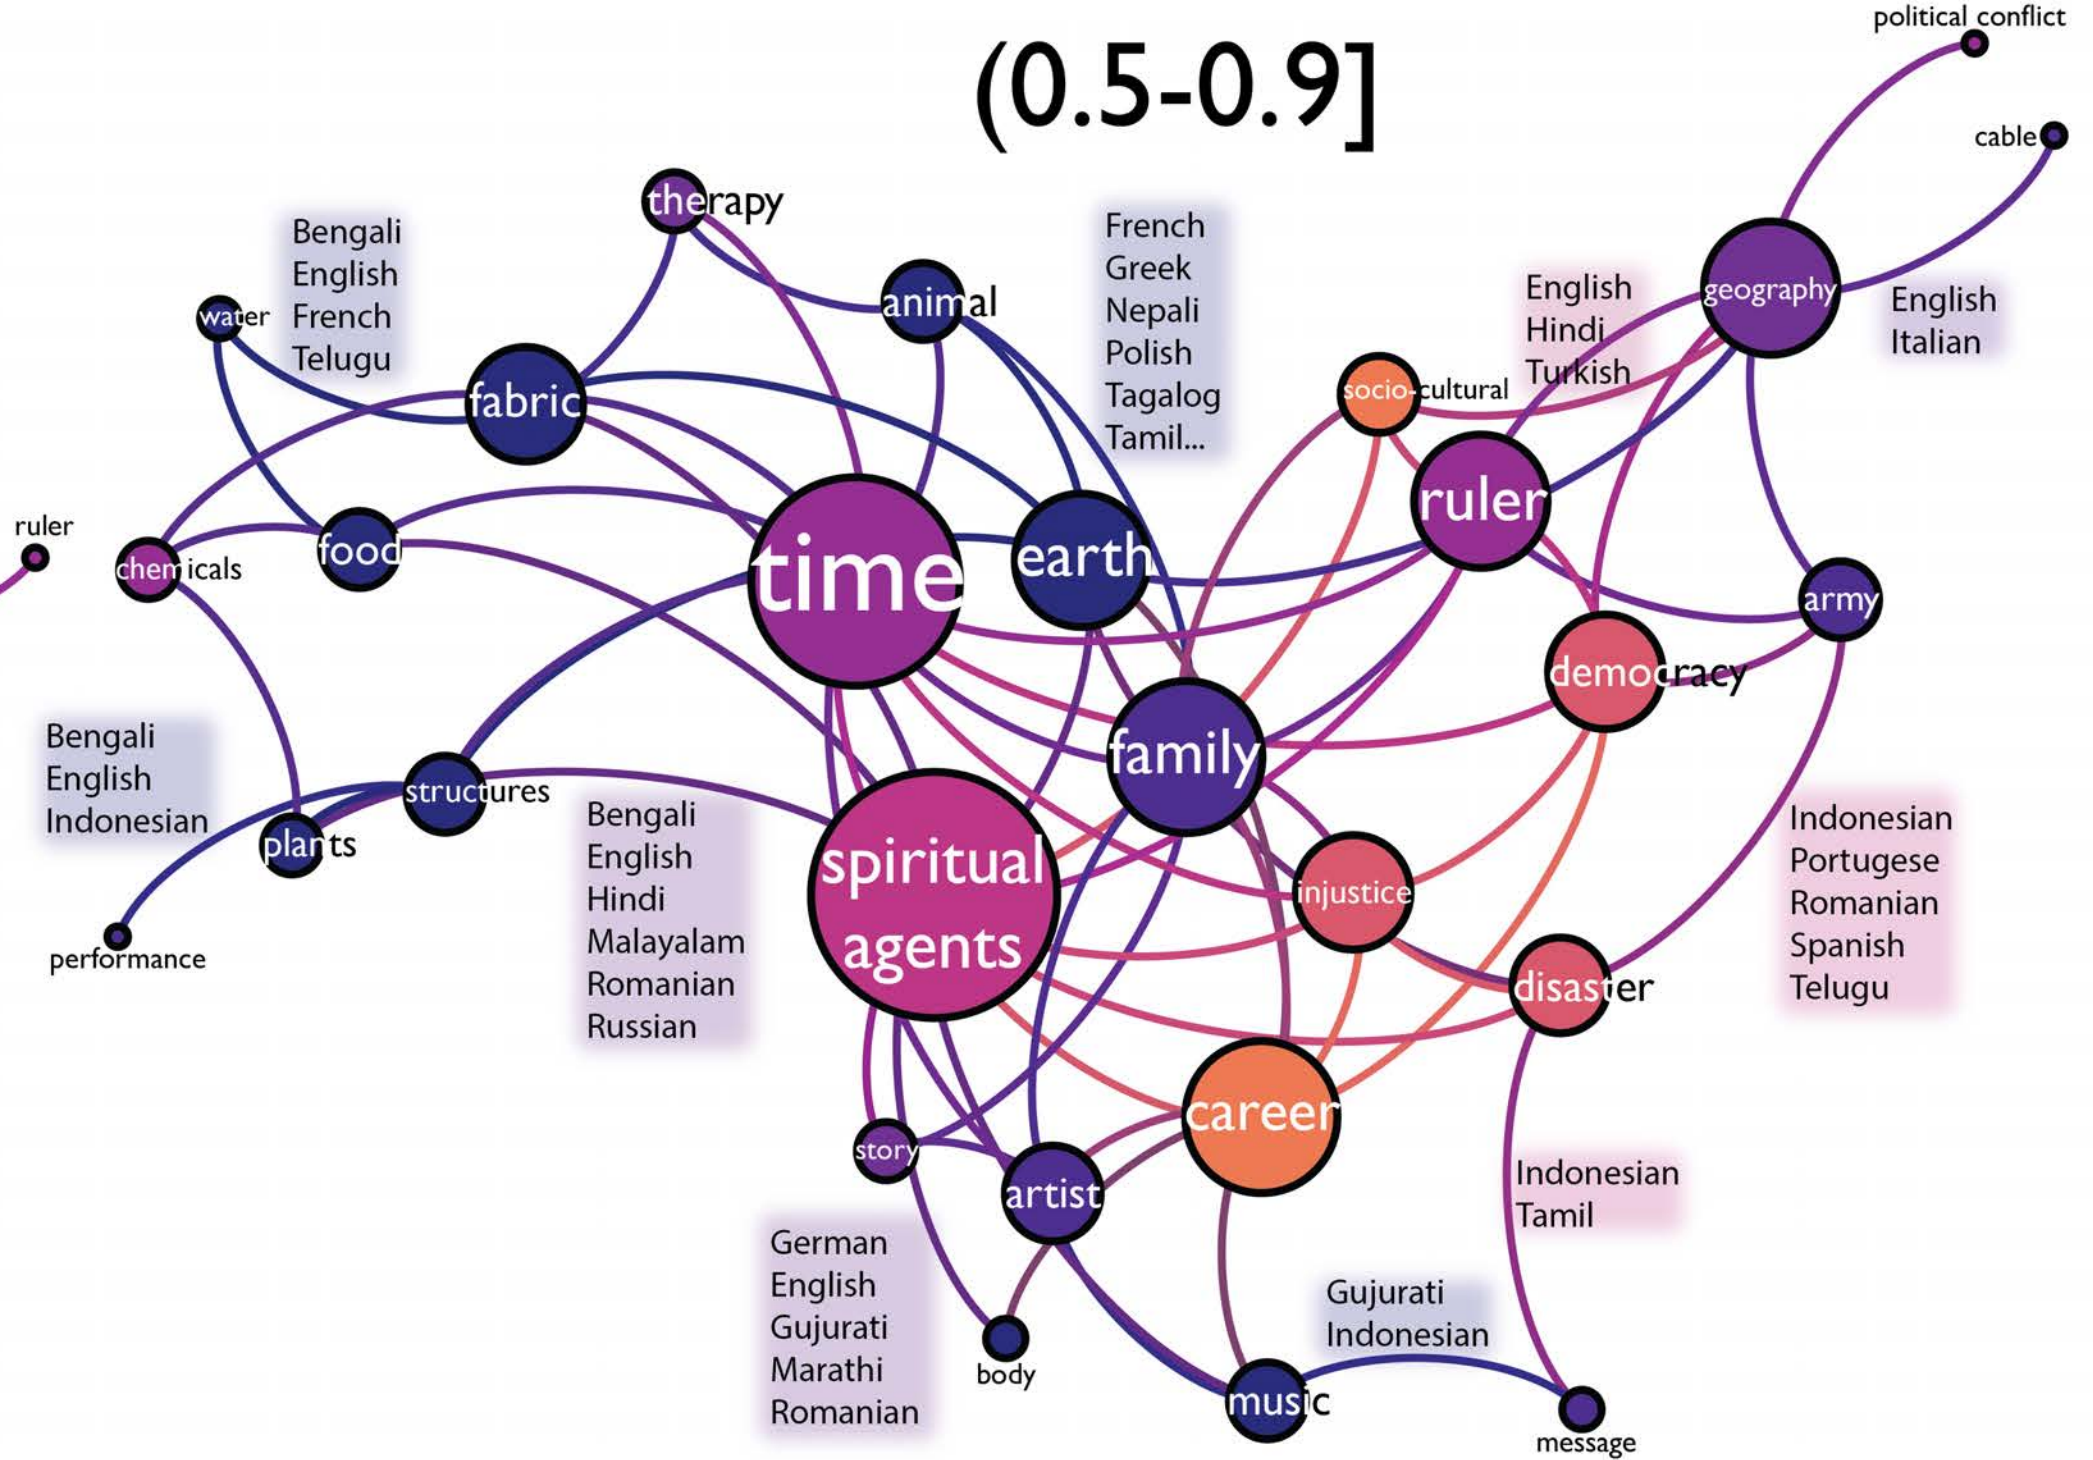 political conflict
(0.5-0.9]
cable
therapy
Bengali
English
French
Telugu
French
Greek
Nepali
Polish
Tagalog
Tamil...
water
animal
English
Hindi
Turkish
geography
English
Italian
fabric
socio-cultural
ruler
ruler
chemicals
food
time
earth
army
democracy
Bengali
English
Indonesian
structures
plants
family
performance
Bengali
English
Hindi
Malayalam
Romanian
Russian
spiritual
agents
injustice
disaster
Indonesian
Portugese
Romanian
Spanish
Telugu
career
story
artist
Indonesian
Tamil
German
English
Gujurati
Marathi
Romanian
body
Gujurati
Indonesian
music
message